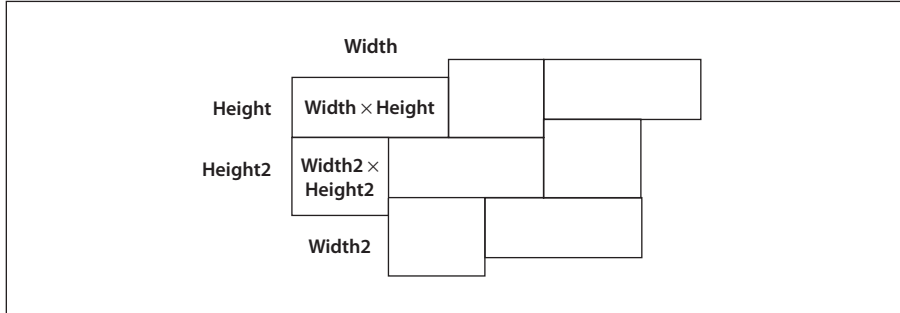 Width
Height
Width × Height
Height2
Width2 ×
Height2
Width2